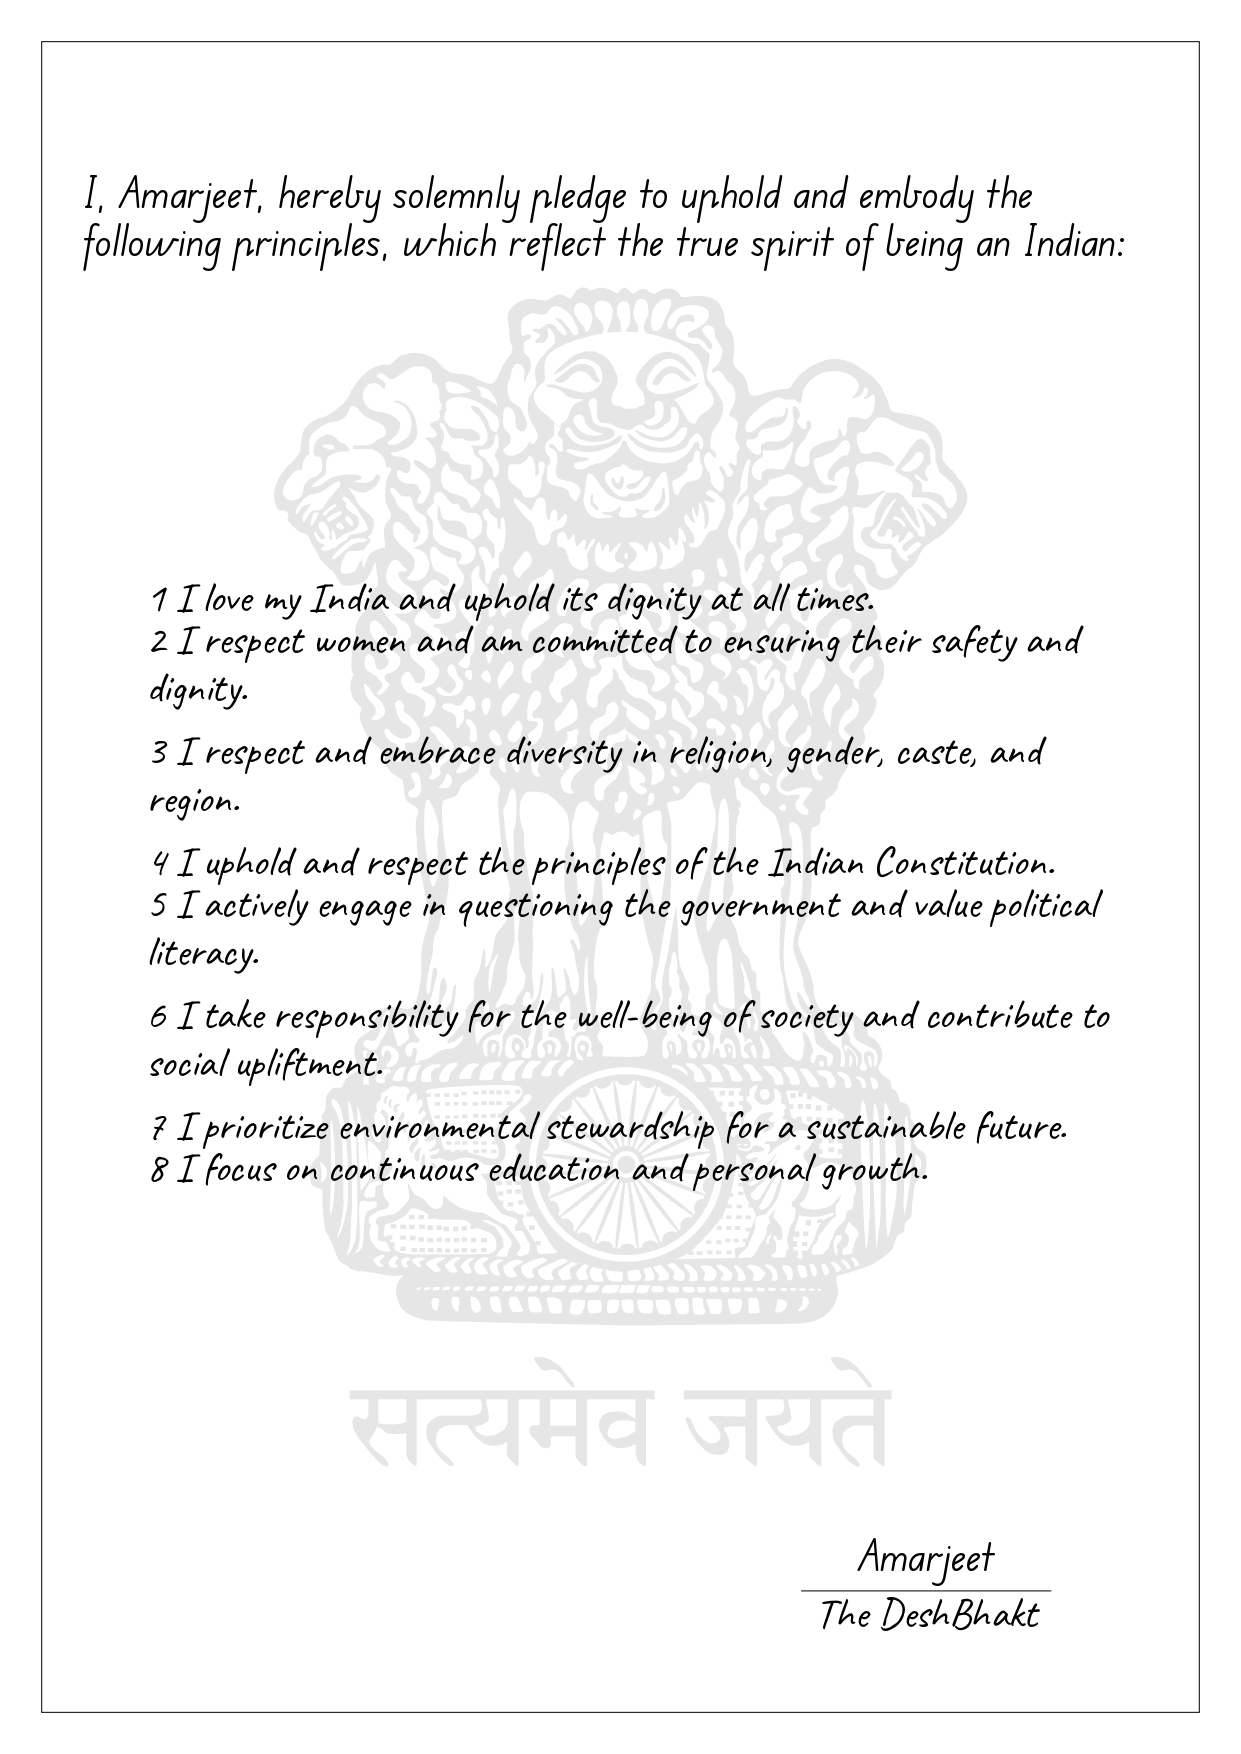 I, Amarjeet, hereby solemnly pledge to uphold and embody the
following principles, which reflect the true spirit of being an Indian:
1 I love my India and uphold its dignity at all times.
2 I respect women and am committed to ensuring their safety and
dignity.
3 I respect and embrace diversity in religion, gender, caste, and
region.
4 I uphold and respect the principles of the Indian Constitution.
5 I actively engage in questioning the government and value political
literacy.
6 I take responsibility for the well-being of society and contribute to
social upliftment.
7 I prioritize environmental stewardship for a sustainable future.
8 I focus on continuous education and personal growth.
सत्यमेव जयते
Amarjeet
The DeshBhakt